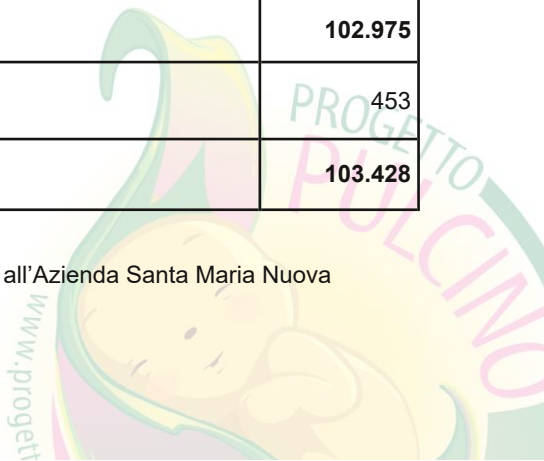 102.975
453
103.428
all'Azienda Santa Maria Nuova
PROGETTO
PULCINO
www.progett